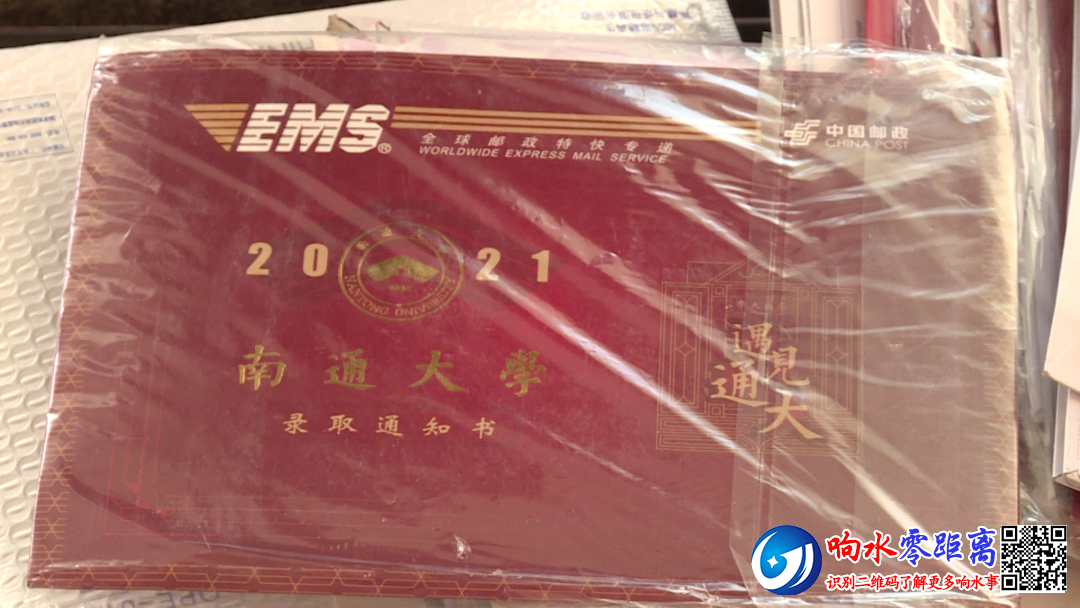 EMS®
全球邮政特快专递
WORLDWIDE EXPRESS MAIL SERVICE
中国邮政
CHINA POST
2021
NANTONG UNIVERSITY
南通大學
录取通知书
遇見
通大
响水零距离
识别二维码了解更多响水事